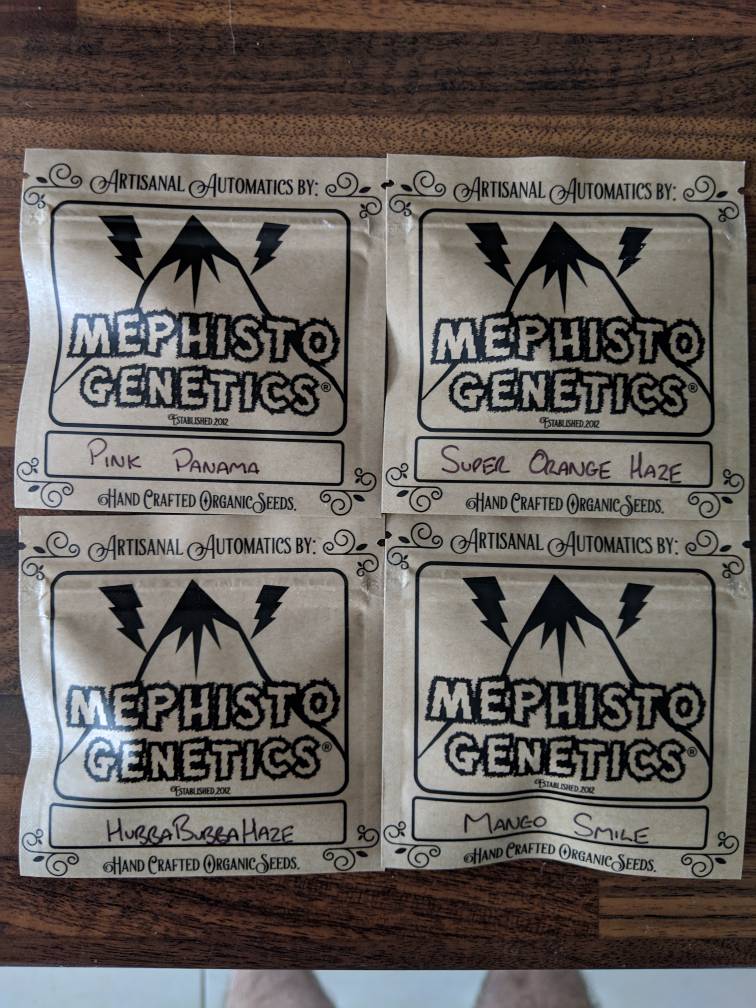 ARTISANAL AUTOMATICS BY:
MEPHISTO
GENETICS®
ESTABLISHED 2012
PINK PANAMA
HAND CRAFTED ORGANIC SEEDS.
ARTISANAL AUTOMATICS BY:
MEPHISTO
GENETICS®
ESTABLISHED 2012
SUPER ORANGE HAZE
HAND CRAFTED ORGANIC SEEDS.
ARTISANAL AUTOMATICS BY:
MEPHISTO
GENETICS®
ESTABLISHED 2012
HUBBABUBBAHAZE
HAND CRAFTED ORGANIC SEEDS.
ARTISANAL AUTOMATICS BY:
MEPHISTO
GENETICS®
ESTABLISHED 2012
MANGO SMILE
HAND CRAFTED ORGANIC SEEDS.